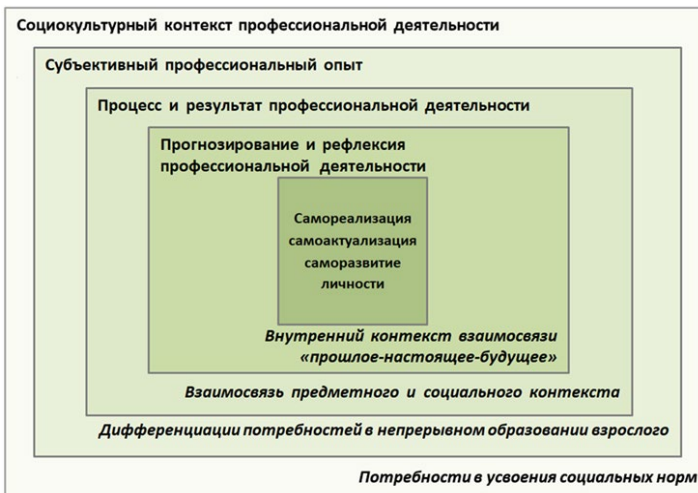 Социокультурный контекст профессиональной деятельности
Субъективный профессиональный опыт
Процесс и результат профессиональной деятельности
Прогнозирование и рефлексия
профессиональной деятельности
Самореализация
самоактуализация
саморазвитие
личности
Внутренний контекст взаимосвязи
«прошлое-настоящее-будущее»
Взаимосвязь предметного и социального контекста
Дифференциации потребностей в непрерывном образовании взрослого
Потребности в усвоения социальных норм